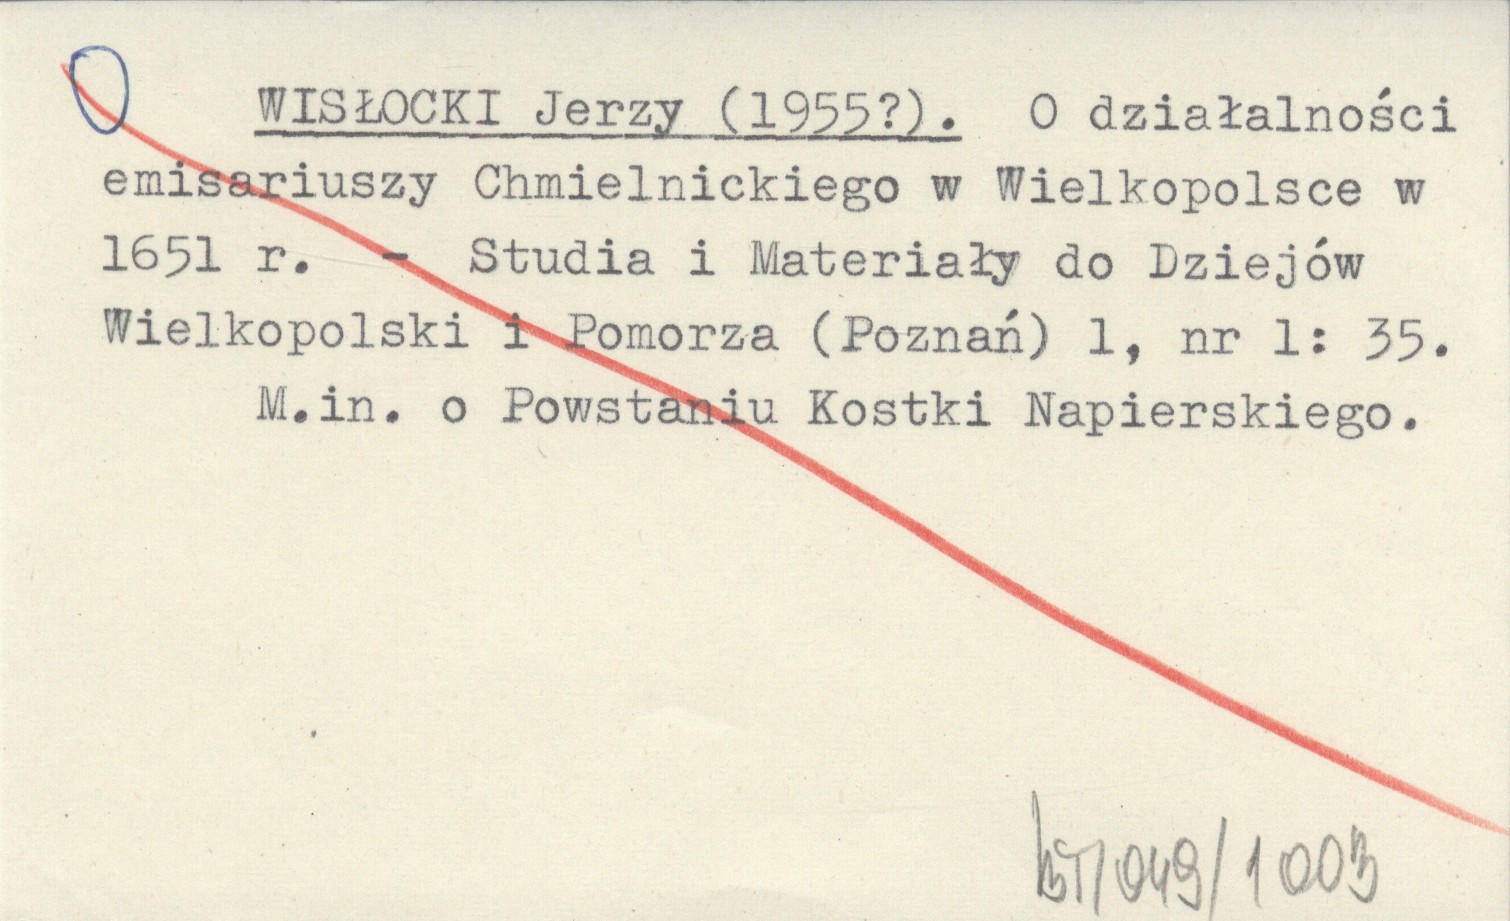 WISŁOCKI Jerzy (1955?). O działalności
emisariuszy Chmielnickiego w Wielkopolsce w
1651 r. - Studia i Materiały do Dziejów
Wielkopolski i Pomorza (Poznań) 1, nr 1: 35.
M.in. o Powstaniu Kostki Napierskiego.
049/1003